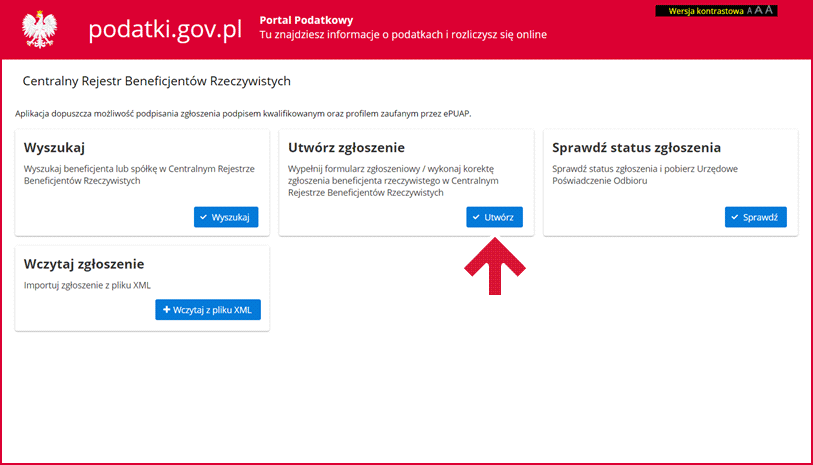 Wersja kontrastowa A A A
podatki.gov.pl
Portal Podatkowy
Tu znajdziesz informacje o podatkach i rozliczysz się online
Centralny Rejestr Beneficjentów Rzeczywistych
Aplikacja dopuszcza możliwość podpisania zgłoszenia podpisem kwalifikowanym oraz profilem zaufanym przez ePUAP.
Wyszukaj
Wyszukaj beneficjenta lub spółkę w Centralnym Rejestrze
Beneficjentów Rzeczywistych
Wyszukaj
Utwórz zgłoszenie
Wypełnij formularz zgłoszeniowy / wykonaj korektę
zgłoszenia beneficjenta rzeczywistego w Centralnym
Rejestrze Beneficjentów Rzeczywistych
Utwórz
Sprawdź status zgłoszenia
Sprawdź status zgłoszenia i pobierz Urzędowe
Poświadczenie Odbioru
Sprawdź
Wczytaj zgłoszenie
Importuj zgłoszenie z pliku XML
Wczytaj z pliku XML